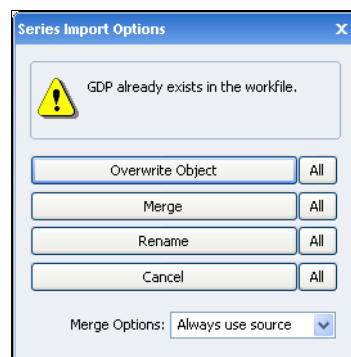 Series Import Options
GDP already exists in the workfile.
Overwrite Object All
Merge All
Rename All
Cancel All
Merge Options: Always use source